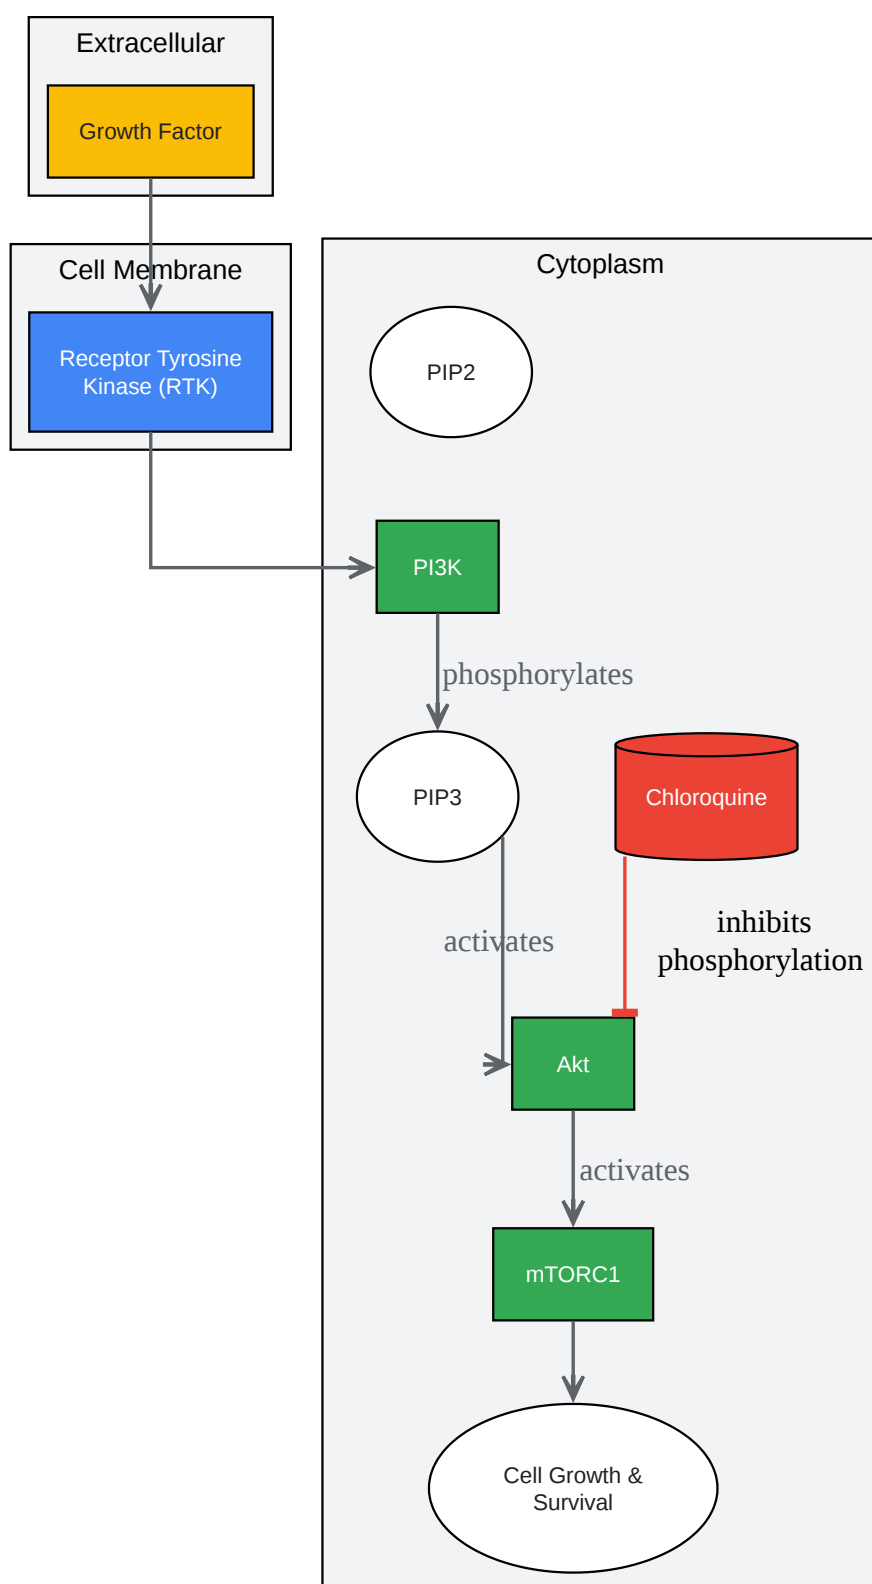 Extracellular
Growth Factor
Cell Membrane
Receptor Tyrosine
Kinase (RTK)
Cytoplasm
PIP2
PI3K
phosphorylates
PIP3
Chloroquine
activates
inhibits
phosphorylation
Akt
activates
mTORC1
Cell Growth &
Survival